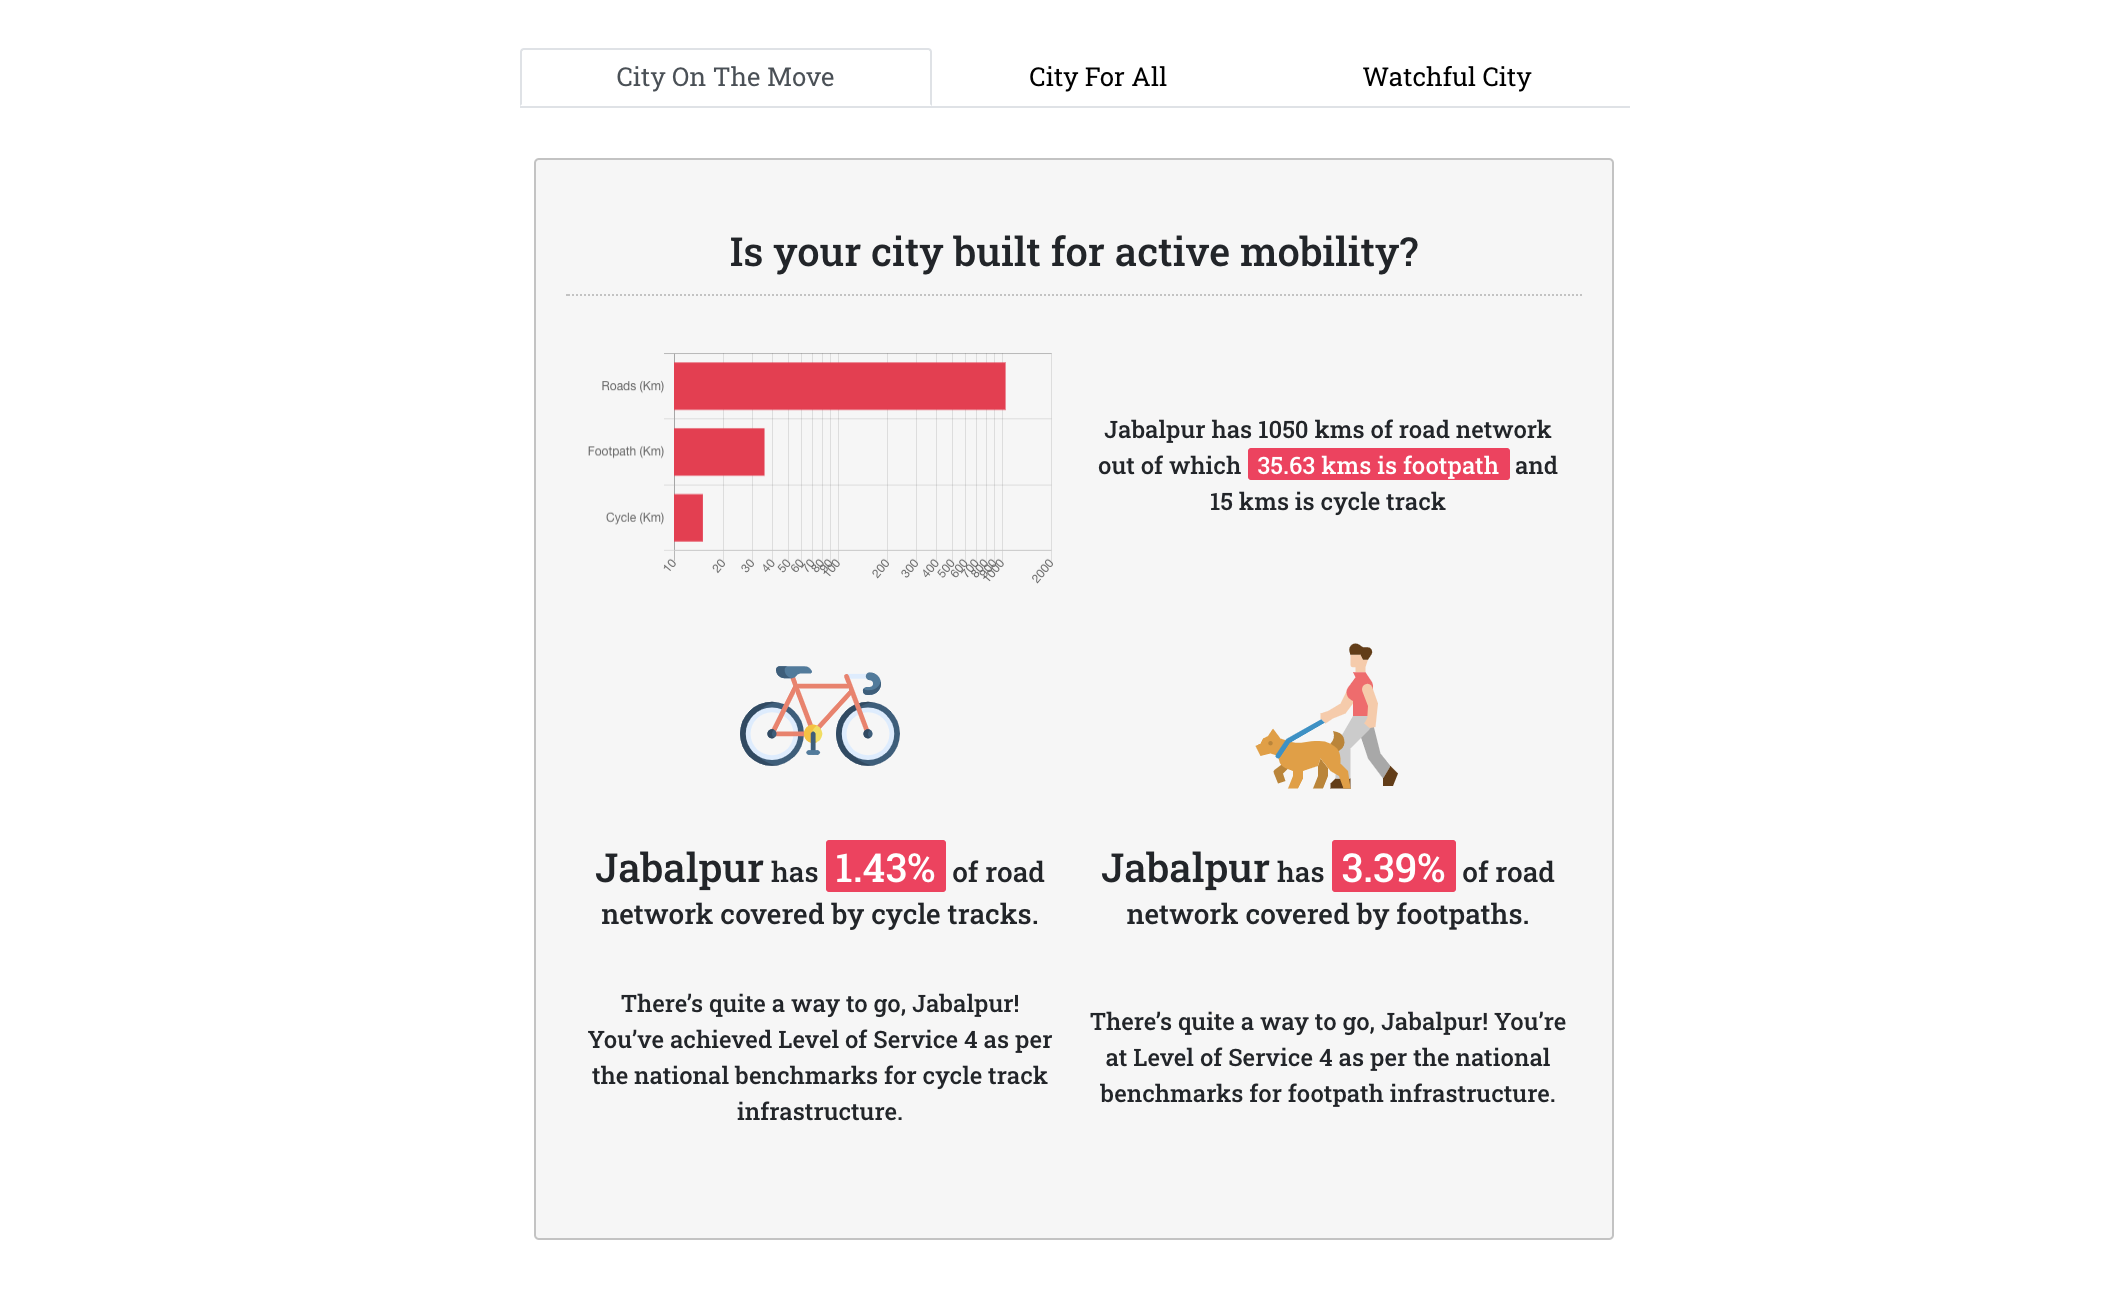 City On The Move
City For All
Watchful City
Is your city built for active mobility?
Roads (Km)
Footpath (Km)
Cycle (Km)
10 20 30 40 50 60 70 80 90 100 200 300 400 500 600 700 800 900 1000 2000
Jabalpur has 1050 kms of road network
out of which 35.63 kms is footpath and
15 kms is cycle track
Jabalpur has 1.43% of road
network covered by cycle tracks.
There’s quite a way to go, Jabalpur!
You’ve achieved Level of Service 4 as per
the national benchmarks for cycle track
infrastructure.
Jabalpur has 3.39% of road
network covered by footpaths.
There’s quite a way to go, Jabalpur! You’re
at Level of Service 4 as per the national
benchmarks for footpath infrastructure.